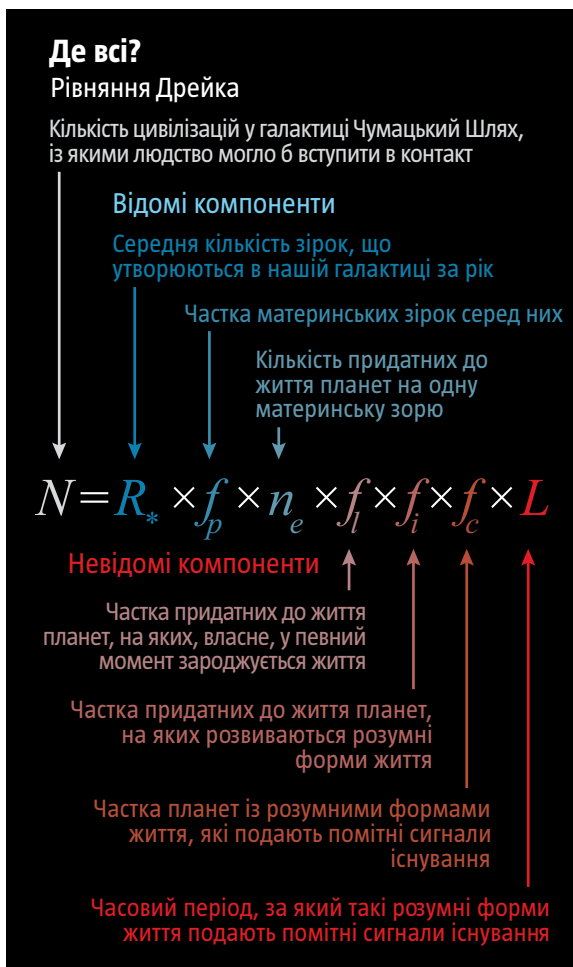 Де всі?
Рівняння Дрейка
Кількість цивілізацій у галактиці Чумацький Шлях,
із якими людство могло б вступити в контакт
Відомі компоненти
Середня кількість зірок, що
утворюються в нашій галактиці за рік
Частка материнських зірок серед них
Кількість придатних до
життя планет на одну
материнську зорю
N = R* × fp × ne × fl × fi × fc × L
Невідомі компоненти
Частка придатних до життя
планет, на яких, власне, у певний
момент зароджується життя
Частка придатних до життя планет,
на яких розвиваються розумні
форми життя
Частка планет із розумними формами
життя, які подають помітні сигнали
існування
Часовий період, за який такі розумні форми
життя подають помітні сигнали існування